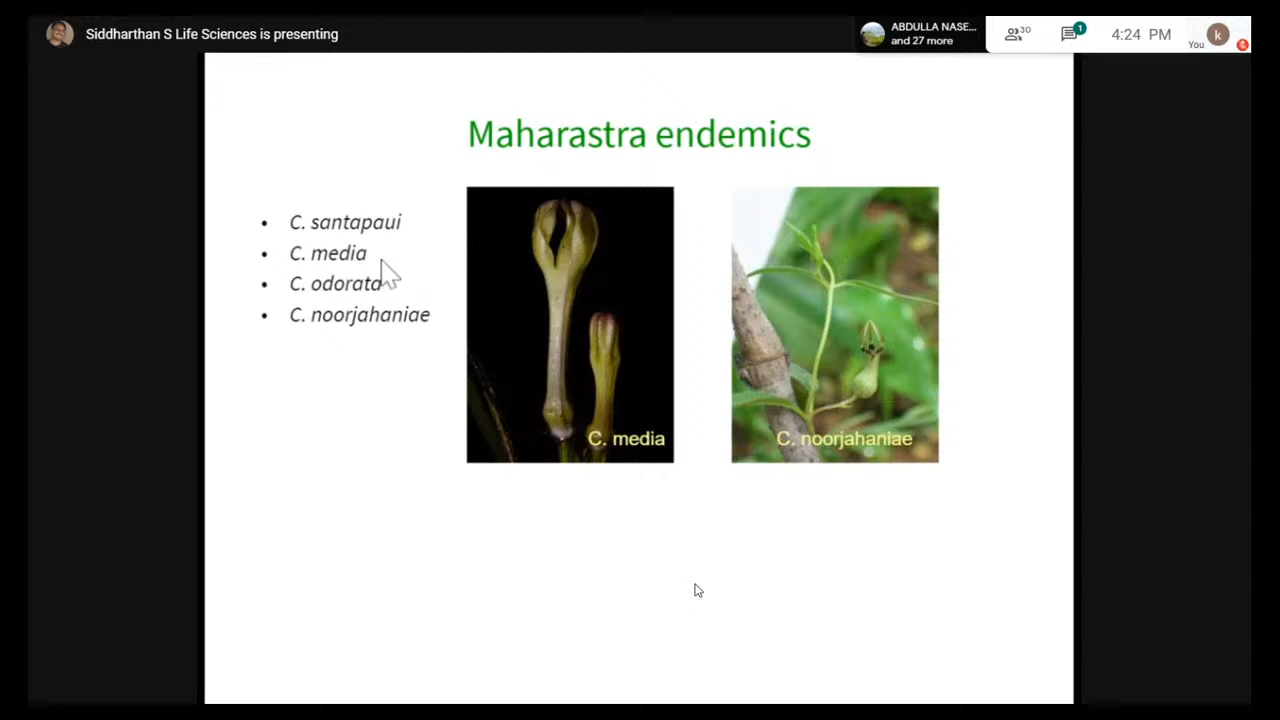 Siddharthan S Life Sciences is presenting
ABDULLA NASE...
and 27 more
30
1
4:24 PM
You
k
Maharastra endemics
• C. santapaui
• C. media
• C. odorata
• C. noorjahaniae
C. media
C. noorjahaniae